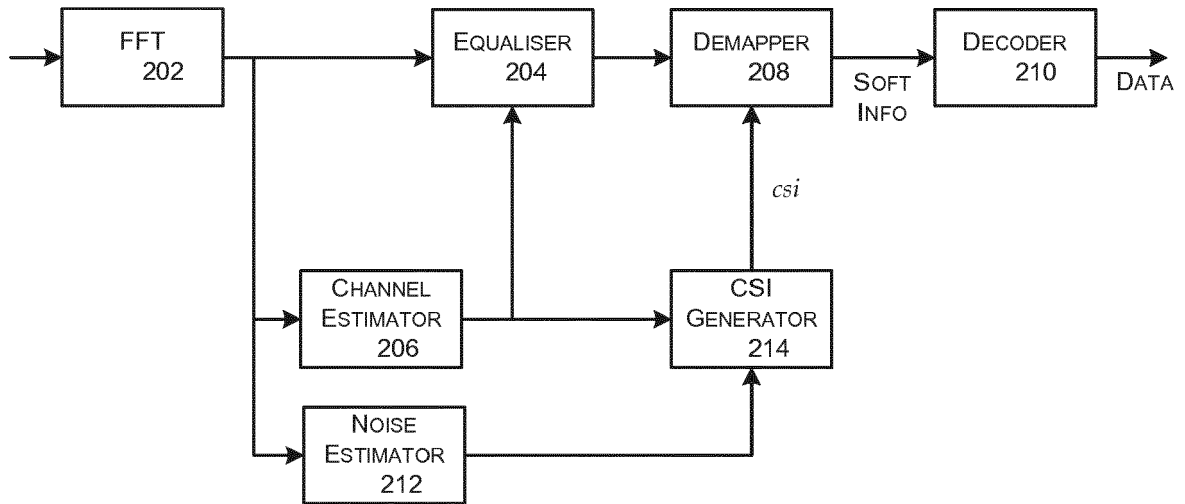 FFT
202
EQUALISER
204
DEMAPPER
208
SOFT
INFO
DECODER
210
DATA
csi
CHANNEL
ESTIMATOR
206
CSI
GENERATOR
214
NOISE
ESTIMATOR
212